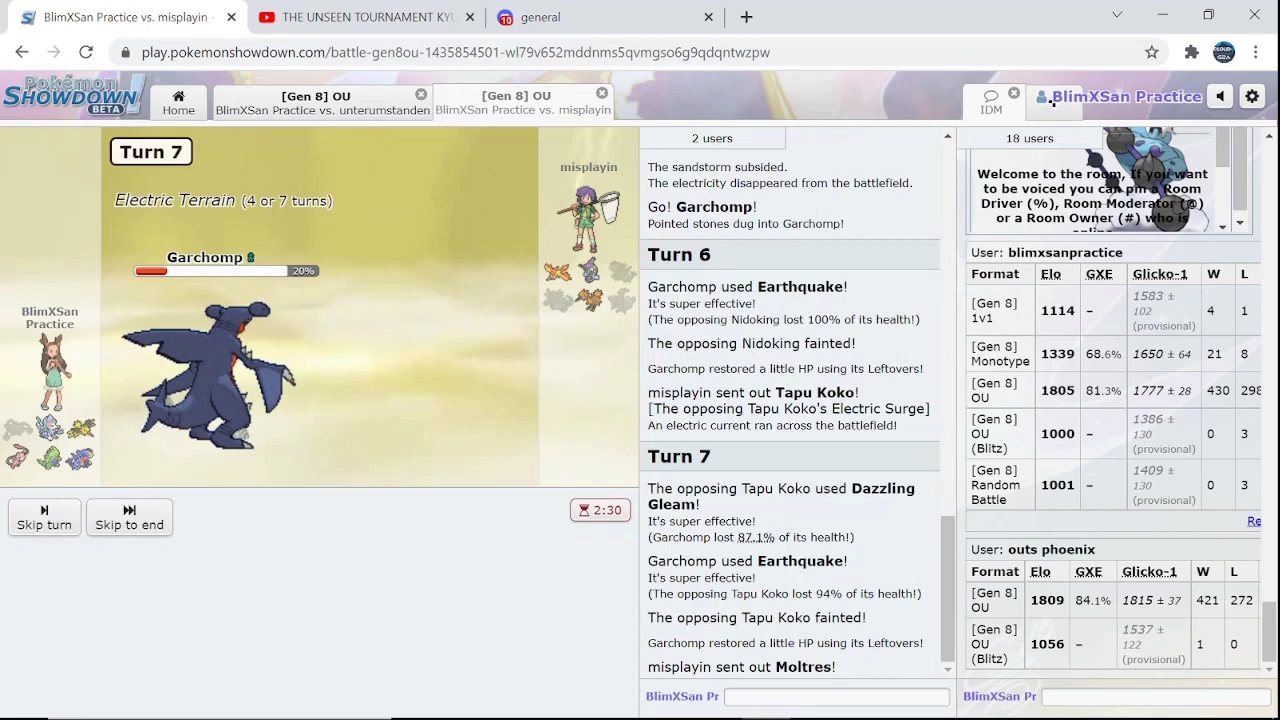 BlimXSan Practice vs. misplayin -
THE UNSEEN TOURNAMENT KYU
general
play.pokemonshowdown.com/battle-gen8ou-1435854501-wl79v652mddnms5qvmgso6g9qdqntwzpw
Pokémon
SHOWDOWN!
BETA
Home
[Gen 8] OU
BlimXSan Practice vs. unterumstanden
[Gen 8] OU
BlimXSan Practice vs. misplayin
IDM
BlimXSan Practice
Turn 7
Electric Terrain (4 or 7 turns)
Garchomp
20%
BlimXSan
Practice
misplayin
Skip turn
Skip to end
2:30
2 users
The sandstorm subsided.
The electricity disappeared from the battlefield.
Go! Garchomp!
Pointed stones dug into Garchomp!
Turn 6
Garchomp used Earthquake!
It's super effective!
(The opposing Nidoking lost 100% of its health!)
The opposing Nidoking fainted!
Garchomp restored a little HP using its Leftovers!
misplayin sent out Tapu Koko!
[The opposing Tapu Koko's Electric Surge]
An electric current ran across the battlefield!
Turn 7
The opposing Tapu Koko used Dazzling
Gleam!
It's super effective!
(Garchomp lost 87.1% of its health!)
Garchomp used Earthquake!
It's super effective!
(The opposing Tapu Koko lost 94% of its health!)
The opposing Tapu Koko fainted!
Garchomp restored a little HP using its Leftovers!
misplayin sent out Moltres!
BlimXSan Pr
18 users
Welcome to the room, If you want
to be voiced you can pm a Room
Driver (%), Room Moderator (@)
or a Room Owner (#) who is
online
User: blimxsanpractice
Format Elo GXE Glicko-1 W L
[Gen 8] 1v1 1114 – 1583 ± 102 (provisional) 4 1
[Gen 8] Monotype 1339 68.6% 1650 ± 64 21 8
[Gen 8] OU 1805 81.3% 1777 ± 28 430 298
[Gen 8] OU (Blitz) 1000 – 1386 ± 130 (provisional) 0 3
[Gen 8] Random Battle 1001 – 1409 ± 130 (provisional) 0 3
Re
User: outs phoenix
Format Elo GXE Glicko-1 W L
[Gen 8] OU 1809 84.1% 1815 ± 37 421 272
[Gen 8] OU (Blitz) 1056 – 1537 ± 122 (provisional) 1 0
BlimXSan Pr